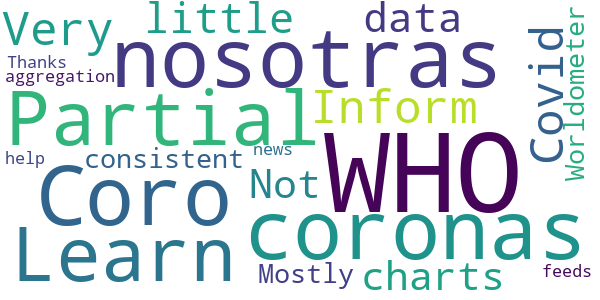 Very little data
Thanks nosotras Covid Worldometer
aggregation
Partial Inform
help consistent news WHO
Coro Not coronas
Learn Mostly charts feeds